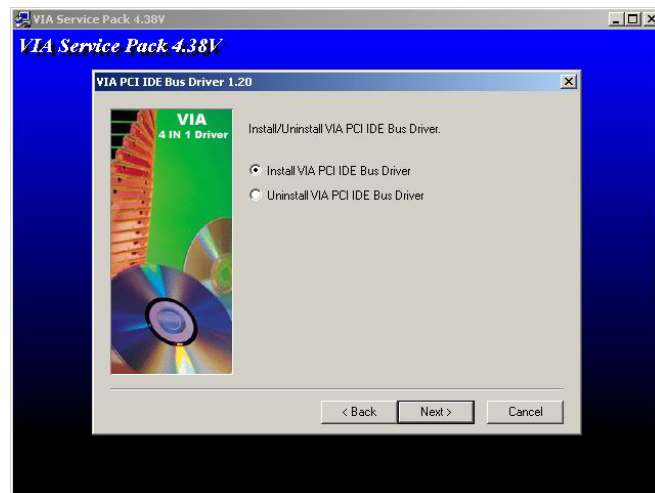 VIA Service Pack 4.38V
VIA Service Pack 4.38V
VIA PCI IDE Bus Driver 1.20
VIA
4 IN 1 Driver
Install/Uninstall VIA PCI IDE Bus Driver.
Install VIA PCI IDE Bus Driver
Uninstall VIA PCI IDE Bus Driver
< Back
Next >
Cancel